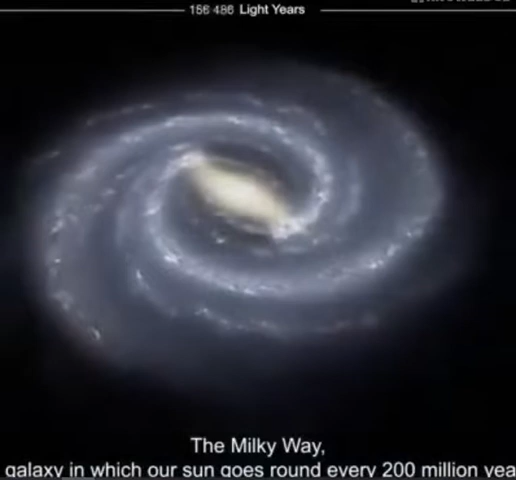 156 486 Light Years
The Milky Way,
galaxy in which our sun goes round every 200 million yea